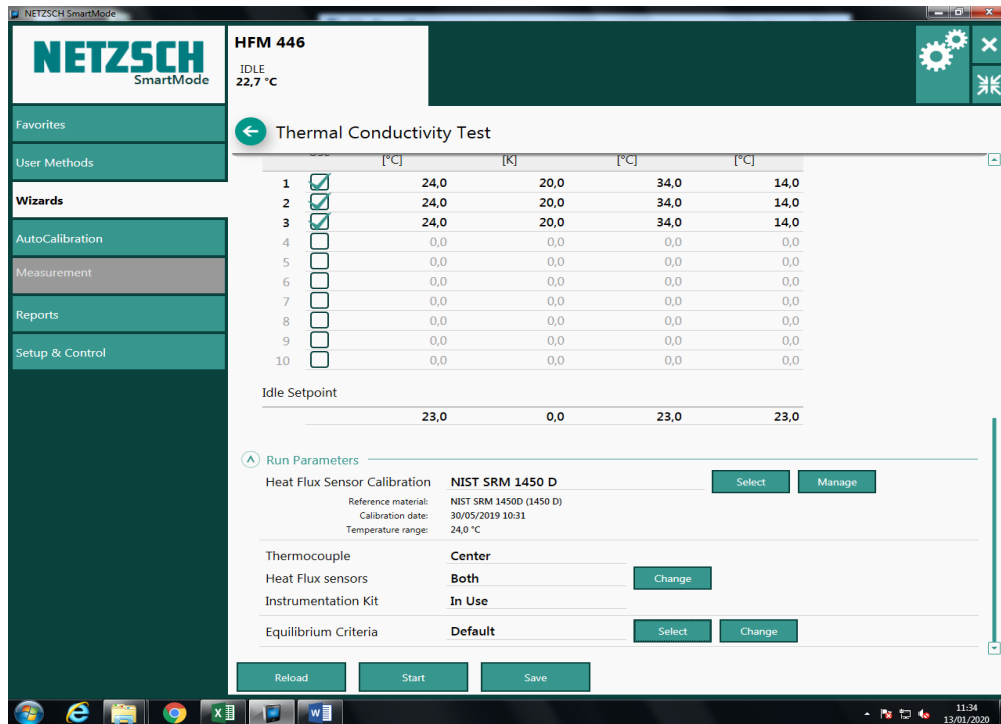 NETZSCH SmartMode
NETZSCH
SmartMode
HFM 446
IDLE
22,7 °C
Favorites
User Methods
Wizards
AutoCalibration
Measurement
Reports
Setup & Control
Thermal Conductivity Test
[°C] [K] [°C] [°C]
1 24,0 20,0 34,0 14,0
2 24,0 20,0 34,0 14,0
3 24,0 20,0 34,0 14,0
4 0,0 0,0 0,0 0,0
5 0,0 0,0 0,0 0,0
6 0,0 0,0 0,0 0,0
7 0,0 0,0 0,0 0,0
8 0,0 0,0 0,0 0,0
9 0,0 0,0 0,0 0,0
10 0,0 0,0 0,0 0,0
Idle Setpoint
23,0 0,0 23,0 23,0
Run Parameters
Heat Flux Sensor Calibration NIST SRM 1450 D Select Manage
Reference material: NIST SRM 1450D (1450 D)
Calibration date: 30/05/2019 10:31
Temperature range: 24,0 °C
Thermocouple Center
Heat Flux sensors Both Change
Instrumentation Kit In Use
Equilibrium Criteria Default Select Change
Reload Start Save
11:34
13/01/2020